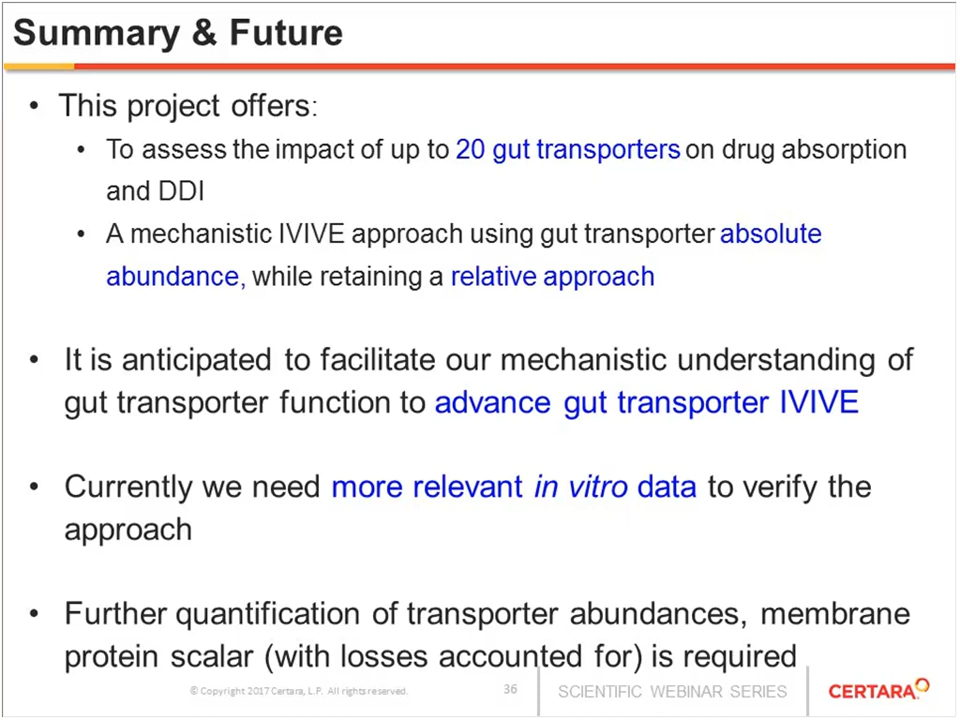 Summary & Future
• This project offers:
• To assess the impact of up to 20 gut transporters on drug absorption
and DDI
• A mechanistic IVIVE approach using gut transporter absolute
abundance, while retaining a relative approach
• It is anticipated to facilitate our mechanistic understanding of
gut transporter function to advance gut transporter IVIVE
• Currently we need more relevant in vitro data to verify the
approach
• Further quantification of transporter abundances, membrane
protein scalar (with losses accounted for) is required
© Copyright 2017 Certara, L.P. All rights reserved. 36 SCIENTIFIC WEBINAR SERIES CERTARA